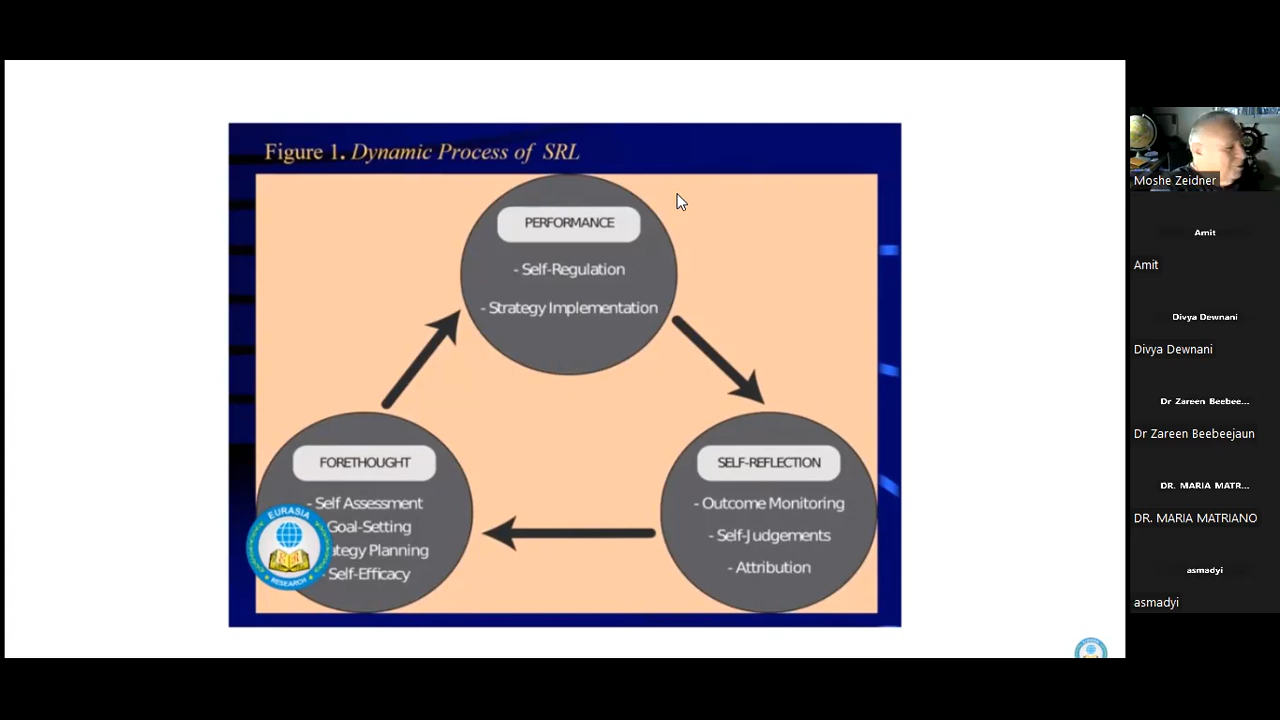 Figure 1. Dynamic Process of SRL
PERFORMANCE
- Self-Regulation
- Strategy Implementation
FORETHOUGHT
- Self Assessment
Goal-Setting
Planning
- Self-Efficacy
SELF-REFLECTION
- Outcome Monitoring
- Self-Judgements
- Attribution
EURASIA
RESEARCH
Moshe Zeidner
Amit
Amit
Divya Dewnani
Divya Dewnani
Dr Zareen Beebee...
Dr Zareen Beebeejaun
DR. MARIA MATR...
DR. MARIA MATRIANO
asmadyi
asmadyi